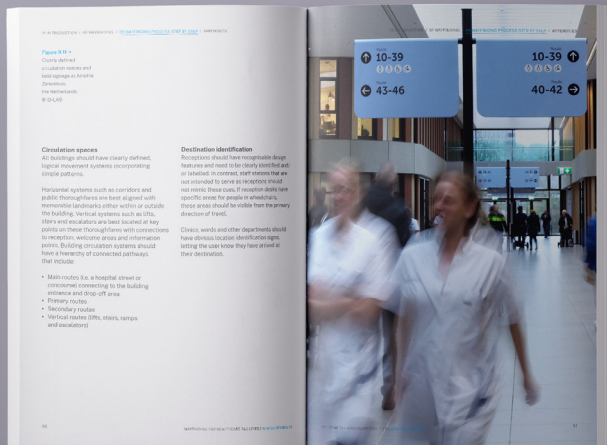 Figure 9.11 →
Clearly defined
circulation spaces and
bold signage at
the Netherlands.
Circulation spaces
All buildings should have clearly defined,
logical movement systems incorporating
simple patterns.
Horizontal systems such as corridors and
public thoroughfares are best aligned with
memorable landmarks either within or outside
the building. Vertical systems such as lifts,
stairs and escalators are best located at key
points on these thoroughfares with connections
to reception, welcome areas and information
points. Building circulation systems should
have a hierarchy of connected pathways
that include:
• Main routes (i.e. a hospital street or
concourse) connecting to the building
entrance and drop-off area
• Primary routes
• Secondary routes
• Vertical routes (lifts, stairs, ramps
and escalators)
Destination identification
Receptions should have recognisable design
features and need to be clearly identified and/
or labelled. In contrast, staff stations that are
not intended to serve as receptions should
not mimic these cues. If reception desks have
specific areas for people in wheelchairs,
these areas should be visible from the primary
direction of travel.
Clinics, wards and other departments should
have obvious location identification signs,
letting the user know they have arrived at
their destination.
Route
10-39
Route
43-46
Route
10-39
Route
40-42